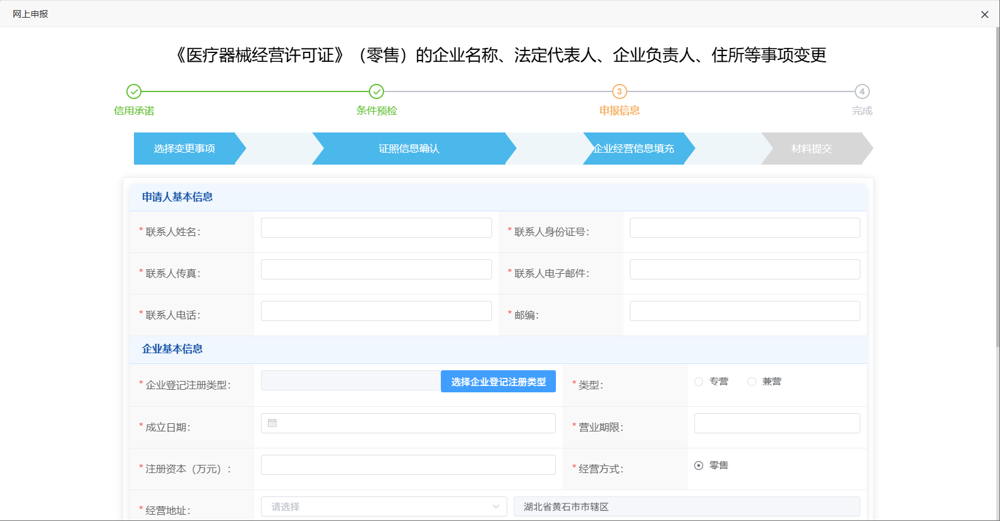 网上申报
《医疗器械经营许可证》（零售）的企业名称、法定代表人、企业负责人、住所等事项变更
3 4
信用承诺 条件预检 申报信息 完成
选择变更事项 证照信息确认 企业经营信息填充 材料提交
申请人基本信息
* 联系人姓名： * 联系人身份证号：
* 联系人传真： * 联系人电子邮件：
* 联系人电话： * 邮编：
企业基本信息
* 企业登记注册类型： 选择企业登记注册类型 * 类型： 专营 兼营
* 成立日期： * 营业期限：
* 注册资本（万元）： * 经营方式： 零售
* 经营地址： 请选择 湖北省黄石市市辖区